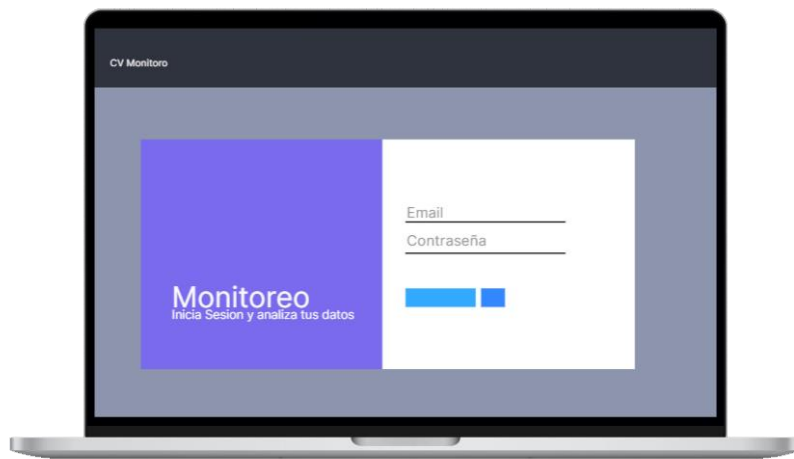 CV Monitoro
Email
Contraseña
Monitoreo
Inicia Sesion y analiza tus datos